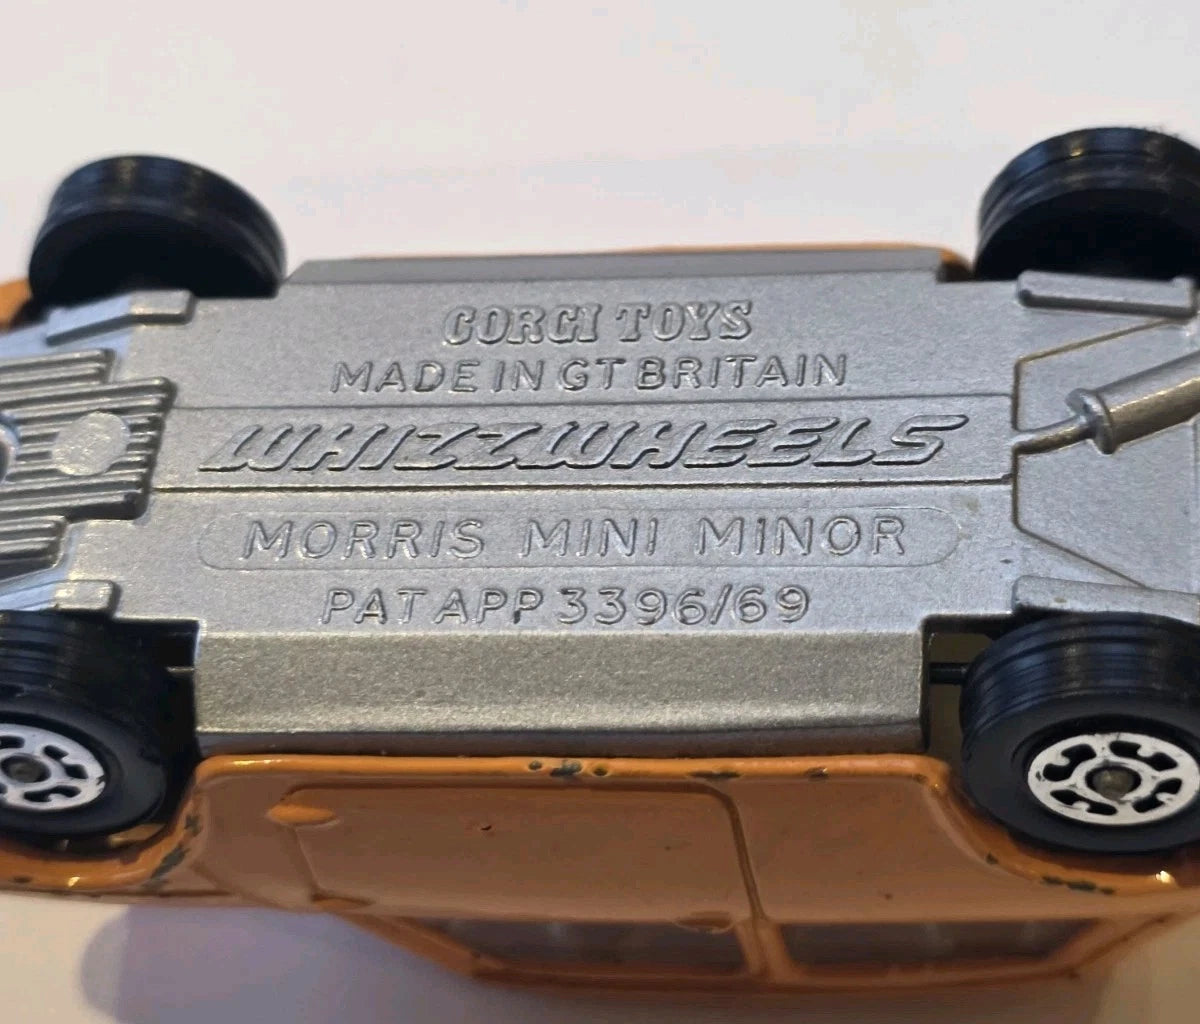 CORGI TOYS
MADE IN GT BRITAIN
WHIZZWHEELS
MORRIS MINI MINOR
PAT APP 3396/69